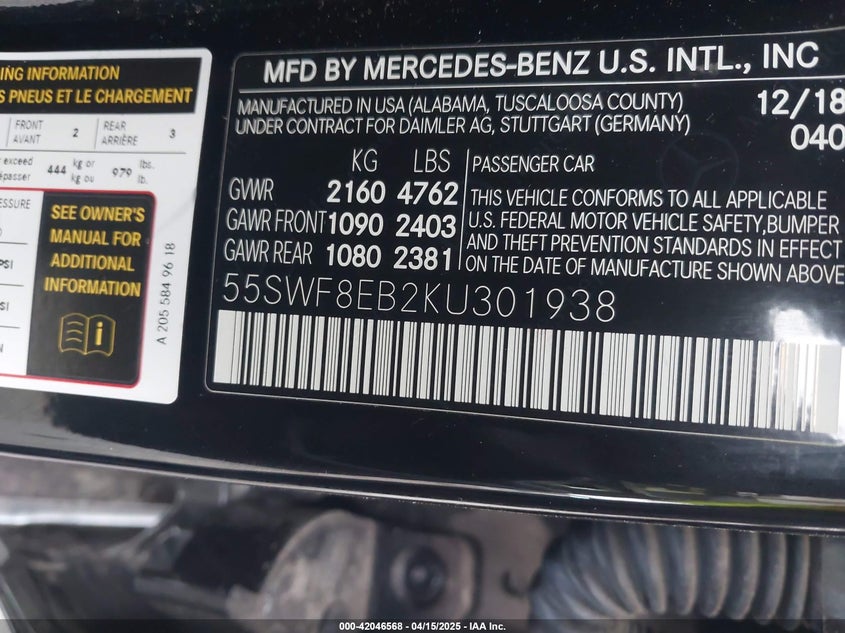 ING INFORMATION
S PNEUS ET LE CHARGEMENT
FRONT 2 REAR 3
AVANT ARRIÈRE
exceed 444 kg or 979 lbs.
épasser kg ou lb.
ESSURE
PSI
SI
SEE OWNER'S
MANUAL FOR
ADDITIONAL
INFORMATION
i
A 205 584 96 18
MFD BY MERCEDES-BENZ U.S. INTL., INC
MANUFACTURED IN USA (ALABAMA, TUSCALOOSA COUNTY) 12/18
UNDER CONTRACT FOR DAIMLER AG, STUTTGART (GERMANY) 040
KG LBS
GVWR 2160 4762
GAWR FRONT 1090 2403
GAWR REAR 1080 2381
PASSENGER CAR
THIS VEHICLE CONFORMS TO ALL APPLICABLE
U.S. FEDERAL MOTOR VEHICLE SAFETY,BUMPER
AND THEFT PREVENTION STANDARDS IN EFFECT
ON THE DATE OF MANUFACTURE SHOWN ABOVE
55SWF8EB2KU301938
000-42046568 - 04/15/2025 - IAA Inc.